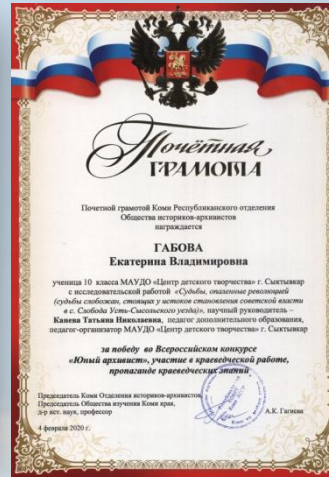 Почётная
ГРАМОТА
Почетной грамотой Коми Республиканского отделения
Общества историков-архивистов
награждается
ГАБОВА
Екатерина Владимировна
ученица 10 класса МАУДО «Центр детского творчества» г. Сыктывкар
с исследовательской работой «Судьбы, опаленные революцией
(судьбы слобожан, стоящих у истоков становления советской власти
в с. Слобода Усть-Сысольского уезда)», научный руководитель –
Канева Татьяна Николаевна, педагог дополнительного образования,
педагог-организатор МАУДО «Центр детского творчества» г. Сыктывкар
за победу во Всероссийском конкурсе
«Юный архивист», участие в краеведческой работе,
пропаганде краеведческих знаний
Председатель Коми Отделения историков-архивистов,
Председатель Общества изучения Коми края,
д-р ист. наук, профессор
А.К. Гагиева
4 февраля 2020 г.